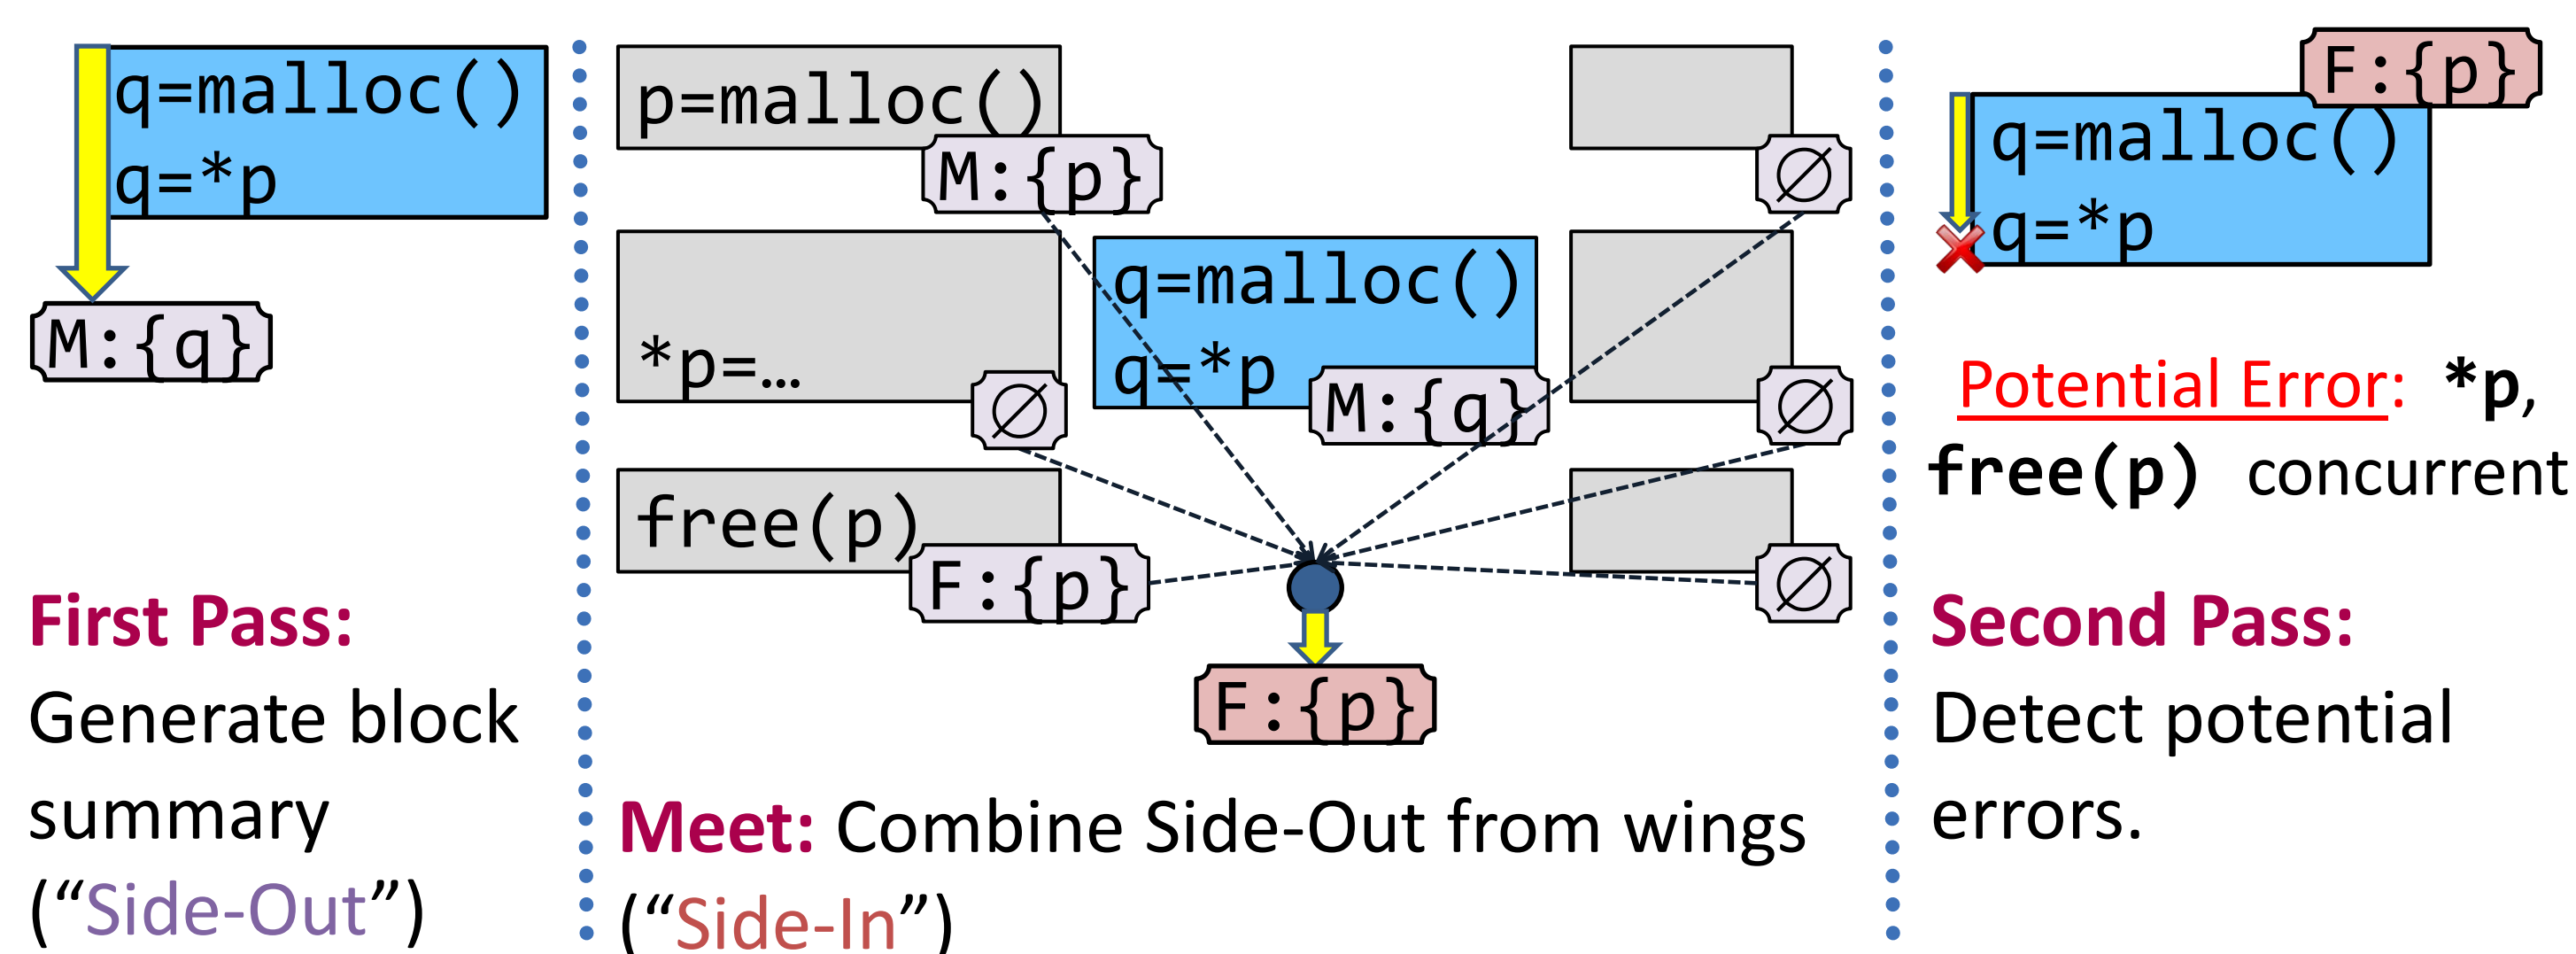 q=malloc()
q=*p
M:{q}
First Pass:
Generate block
summary
(“Side-Out”)
p=malloc()
M:{p}
∅
*p=…
∅
q=malloc()
q=*p
M:{q}
∅
free(p)
F:{p}
∅
F:{p}
Meet: Combine Side-Out from wings
(“Side-In”)
F:{p}
q=malloc()
q=*p
Potential Error: *p,
free(p) concurrent
Second Pass:
Detect potential
errors.